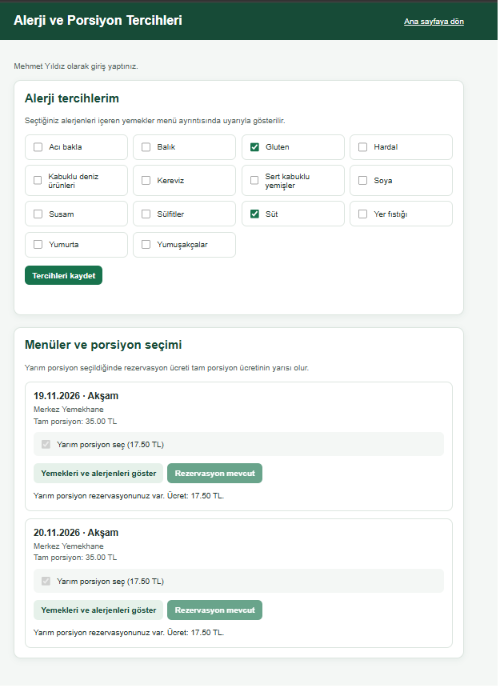 Alerji ve Porsiyon Tercihleri
Ana sayfaya dön
Mehmet Yıldız olarak giriş yaptınız.
Alerji tercihlerim
Seçtiğiniz alerjenleri içeren yemekler menü ayrıntısında uyarıyla gösterilir.
Acı bakla
Balık
Gluten
Hardal
Kabuklu deniz
ürünleri
Kereviz
Sert kabuklu
yemişler
Soya
Susam
Sülfitler
Süt
Yer fıstığı
Yumurta
Yumuşakçalar
Tercihleri kaydet
Menüler ve porsiyon seçimi
Yarım porsiyon seçildiğinde rezervasyon ücreti tam porsiyon ücretinin yarısı olur.
19.11.2026 · Akşam
Merkez Yemekhane
Tam porsiyon: 35.00 TL
Yarım porsiyon seç (17.50 TL)
Yemekleri ve alerjenleri göster
Rezervasyon mevcut
Yarım porsiyon rezervasyonunuz var. Ücret: 17.50 TL.
20.11.2026 · Akşam
Merkez Yemekhane
Tam porsiyon: 35.00 TL
Yarım porsiyon seç (17.50 TL)
Yemekleri ve alerjenleri göster
Rezervasyon mevcut
Yarım porsiyon rezervasyonunuz var. Ücret: 17.50 TL.